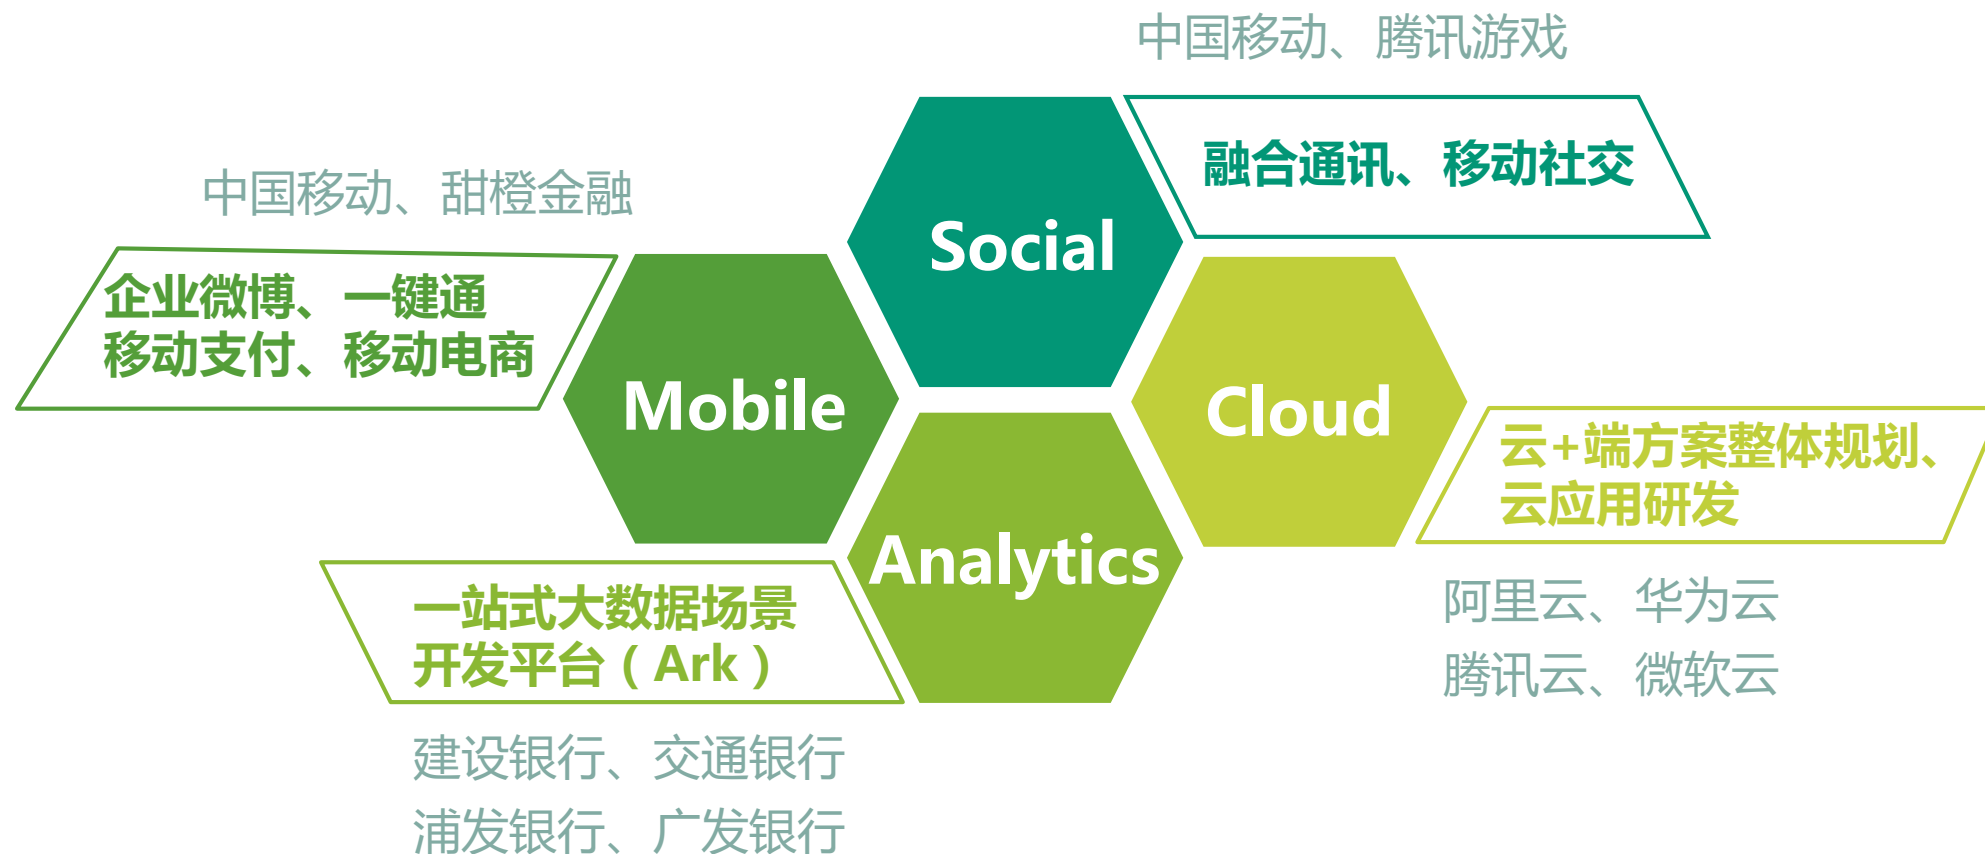 中国移动、腾讯游戏
融合通讯、移动社交
Social
中国移动、甜橙金融
企业微博、一键通
移动支付、移动电商
Mobile
Cloud
云+端方案整体规划、
云应用研发
阿里云、华为云
腾讯云、微软云
Analytics
一站式大数据场景
开发平台（Ark）
建设银行、交通银行
浦发银行、广发银行